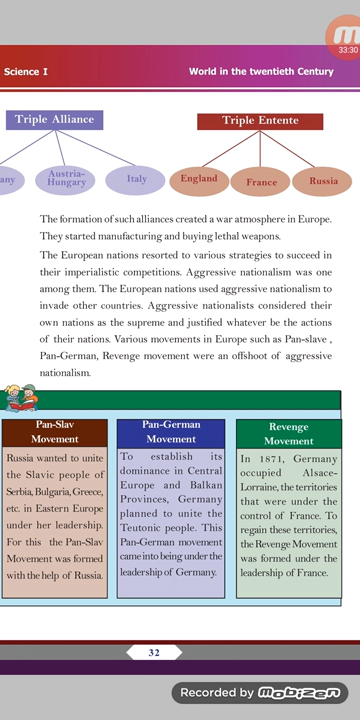 33:30
Science I
World in the twentieth Century
Triple Alliance
Triple Entente
any
Austria-
Hungary
Italy
England
France
Russia
The formation of such alliances created a war atmosphere in Europe.
They started manufacturing and buying lethal weapons.
The European nations resorted to various strategies to succeed in
their imperialistic competitions. Aggressive nationalism was one
among them. The European nations used aggressive nationalism to
invade other countries. Aggressive nationalists considered their
own nations as the supreme and justified whatever be the actions
of their nations. Various movements in Europe such as Pan-slave ,
Pan-German, Revenge movement were an offshoot of aggressive
nationalism.
Pan-Slav
Movement
Russia wanted to unite
the Slavic people of
Serbia, Bulgaria, Greece,
etc. in Eastern Europe
under her leadership.
For this the Pan-Slav
Movement was formed
with the help of Russia.
Pan-German
Movement
To establish its
dominance in Central
Europe and Balkan
Provinces, Germany
planned to unite the
Teutonic people. This
Pan-German movement
came into being under the
leadership of Germany.
Revenge
Movement
In 1871, Germany
occupied Alsace-
Lorraine, the territories
that were under the
control of France. To
regain these territories,
the Revenge Movement
was formed under the
leadership of France.
32
Recorded by mobizen